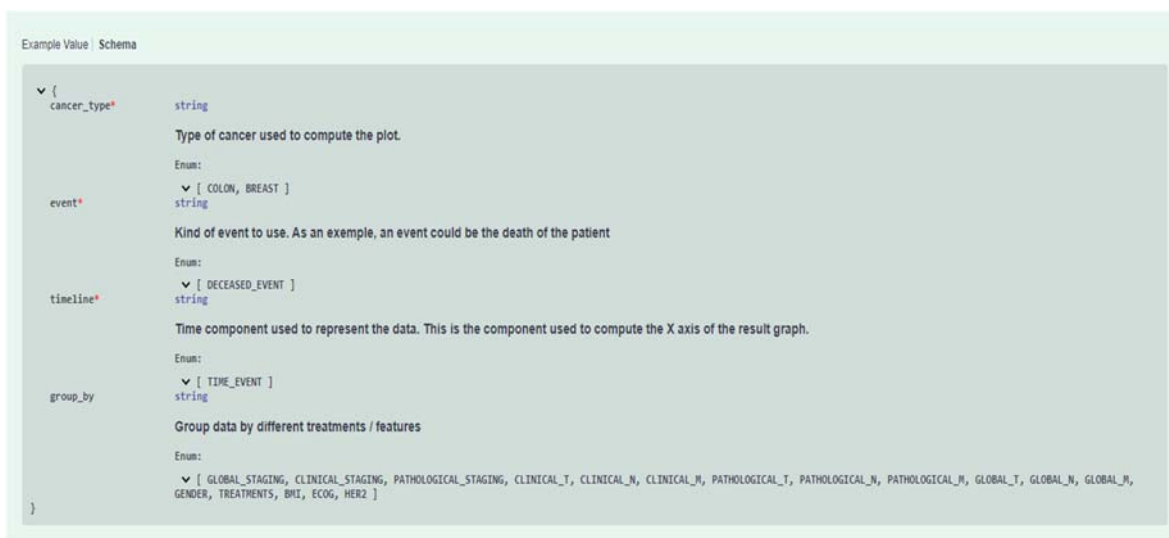 Example Value | Schema
{
cancer_type* string
Type of cancer used to compute the plot.
Enum:
[ COLON, BREAST ]
event* string
Kind of event to use. As an exemple, an event could be the death of the patient
Enum:
[ DECEASED_EVENT ]
timeline* string
Time component used to represent the data. This is the component used to compute the X axis of the result graph.
Enum:
[ TIME_EVENT ]
group_by string
Group data by different treatments / features
Enum:
[ GLOBAL_STAGING, CLINICAL_STAGING, PATHOLOGICAL_STAGING, CLINICAL_T, CLINICAL_N, CLINICAL_M, PATHOLOGICAL_T, PATHOLOGICAL_N, PATHOLOGICAL_M, GLOBAL_T, GLOBAL_N, GLOBAL_M,
GENDER, TREATMENTS, BMI, ECOG, HER2 ]
}